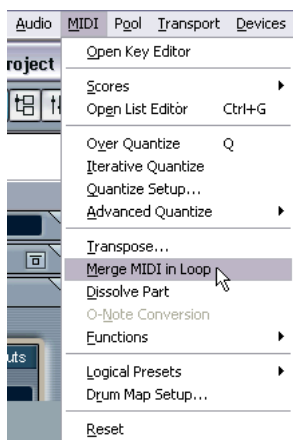 Audio MIDI Pool Transport Devices
Open Key Editor
roject
Scores
Open List Editor Ctrl+G
Over Quantize Q
Iterative Quantize
Quantize Setup...
Advanced Quantize
Transpose...
Merge MIDI in Loop
Dissolve Part
O-Note Conversion
Functions
uts
Logical Presets
Drum Map Setup...
Reset